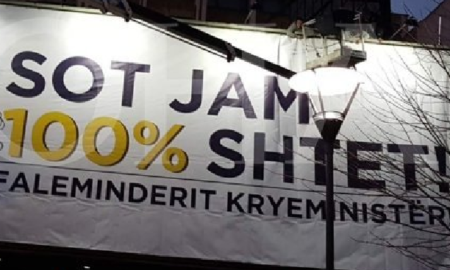 SOT JAM
100% SHTET!
FALEMINDERIT KRYEMINISTËR